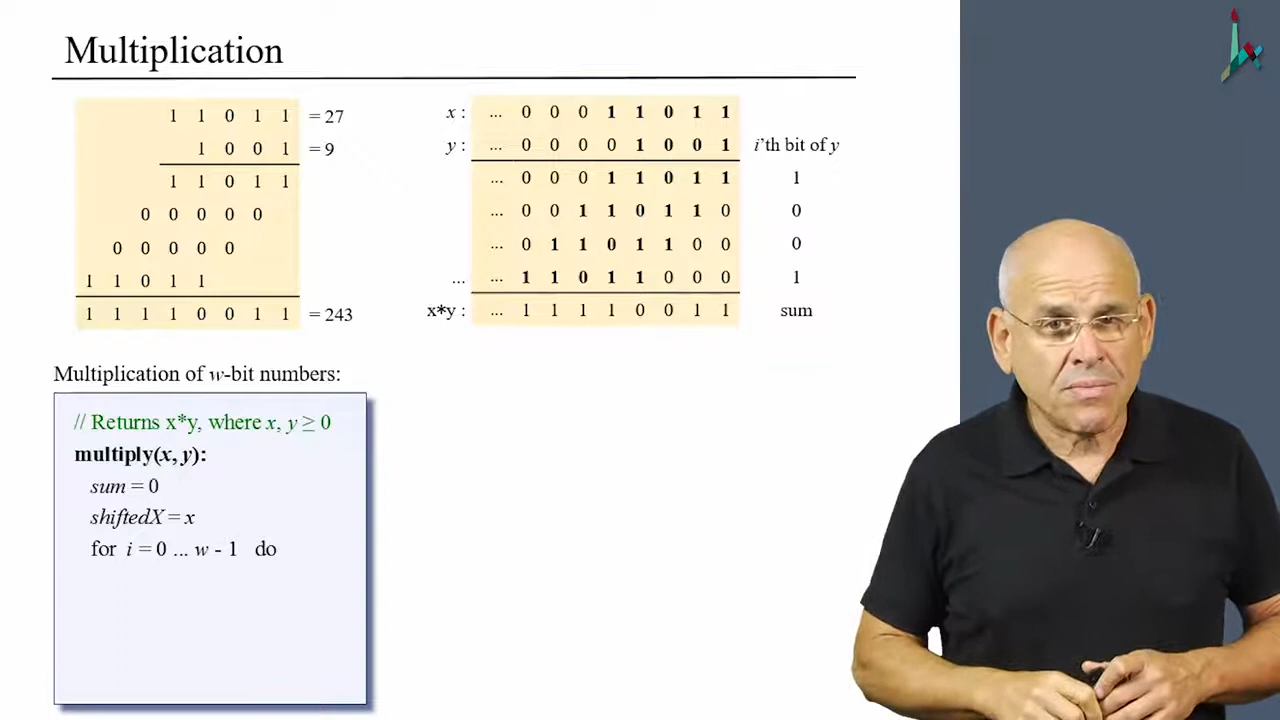 Multiplication
1 1 0 1 1 = 27
1 0 0 1 = 9
1 1 0 1 1
0 0 0 0 0
0 0 0 0 0
1 1 0 1 1
1 1 1 1 0 0 1 1 = 243
x : ... 0 0 0 1 1 0 1 1
y : ... 0 0 0 0 1 0 0 1 i’th bit of y
... 0 0 0 1 1 0 1 1 1
... 0 0 1 1 0 1 1 0 0
... 0 1 1 0 1 1 0 0 0
... ... 1 1 0 1 1 0 0 0 1
x*y : ... 1 1 1 1 0 0 1 1 sum
Multiplication of w-bit numbers:
// Returns x*y, where x, y ≥ 0
multiply(x, y):
sum = 0
shiftedX = x
for i = 0 ... w - 1 do